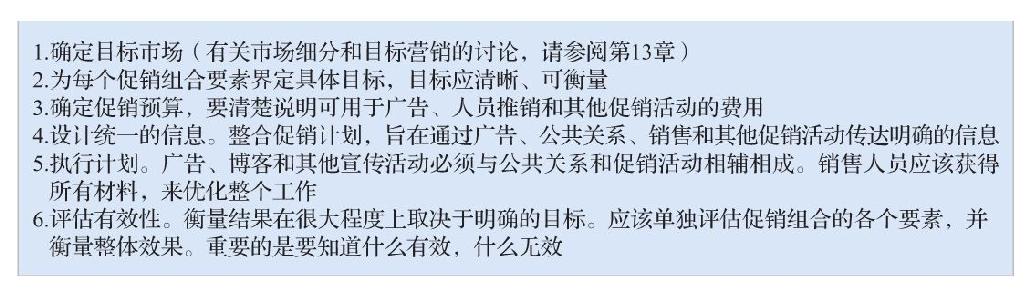 1.确定目标市场（有关市场细分和目标营销的讨论，请参阅第13章）
2.为每个促销组合要素界定具体目标，目标应清晰、可衡量
3.确定促销预算，要清楚说明可用于广告、人员推销和其他促销活动的费用
4.设计统一的信息。整合促销计划，旨在通过广告、公共关系、销售和其他促销活动传达明确的信息
5.执行计划。广告、博客和其他宣传活动必须与公共关系和促销活动相辅相成。销售人员应该获得
所有材料，来优化整个工作
6.评估有效性。衡量结果在很大程度上取决于明确的目标。应该单独评估促销组合的各个要素，并
衡量整体效果。重要的是要知道什么有效，什么无效